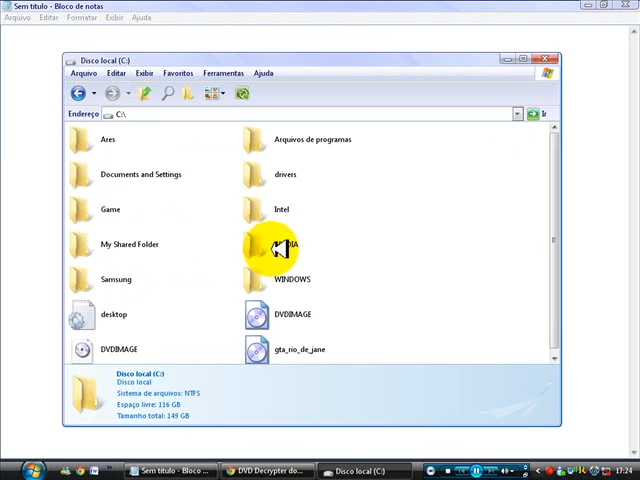 Sem título - Bloco de notas
Arquivo Editar Formatar Exibir Ajuda
Disco local (C:)
Arquivo Editar Exibir Favoritos Ferramentas Ajuda
Endereço C:\ Ir
Ares Arquivos de programas
Documents and Settings drivers
Game Intel
My Shared Folder
Samsung WINDOWS
desktop DVDIMAGE
DVDIMAGE gta_rio_de_jane
Disco local (C:)
Disco local
Sistema de arquivos: NTFS
Espaço livre: 116 GB
Tamanho total: 149 GB
Sem título - Bloco ... DVD Decrypter do... Disco local (C:) 17:24